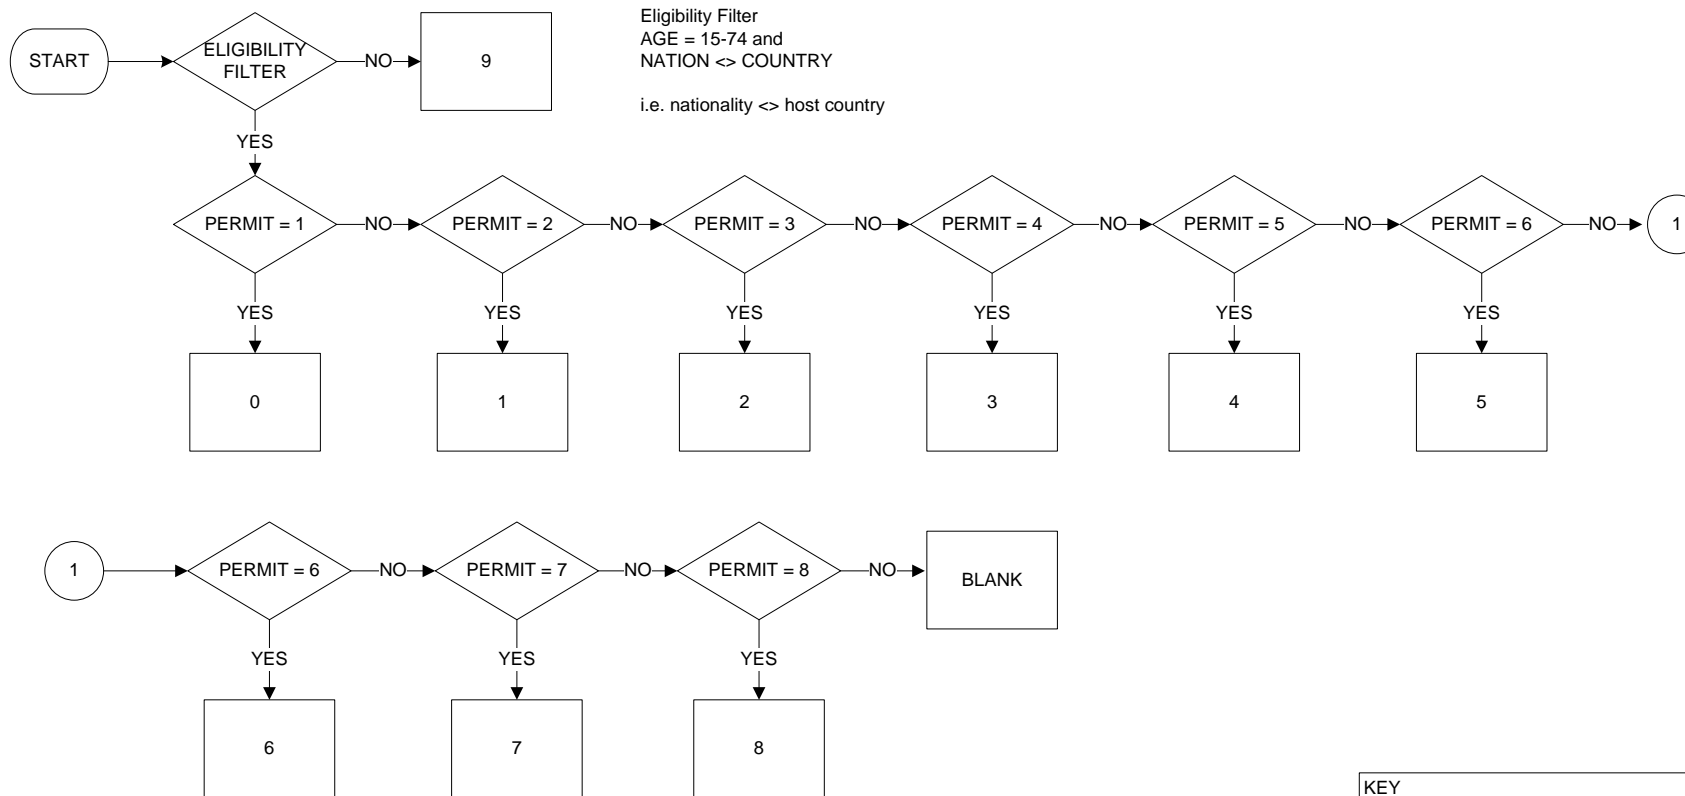 START
ELIGIBILITY
FILTER
NO
9
Eligibility Filter
AGE = 15-74 and
NATION <> COUNTRY
i.e. nationality <> host country
YES
PERMIT = 1
NO
PERMIT = 2
NO
PERMIT = 3
NO
PERMIT = 4
NO
PERMIT = 5
NO
PERMIT = 6
NO
1
YES
YES
YES
YES
YES
YES
0
1
2
3
4
5
1
PERMIT = 6
NO
PERMIT = 7
NO
PERMIT = 8
NO
BLANK
YES
YES
YES
6
7
8
KEY